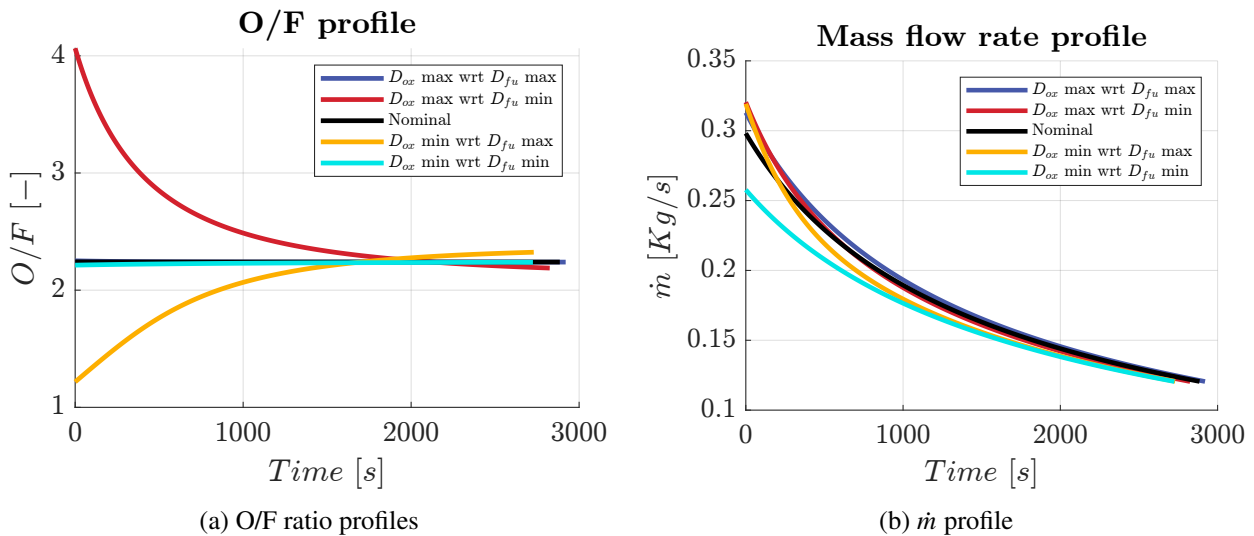 O/F profile
O/F [−]
4
3
2
1
0
1000
2000
3000
Time [s]
D_ox max wrt D_fu max
D_ox max wrt D_fu min
Nominal
D_ox min wrt D_fu max
D_ox min wrt D_fu min
(a) O/F ratio profiles
Mass flow rate profile
ṁ [Kg/s]
0.35
0.3
0.25
0.2
0.15
0.1
0
1000
2000
3000
Time [s]
D_ox max wrt D_fu max
D_ox max wrt D_fu min
Nominal
D_ox min wrt D_fu max
D_ox min wrt D_fu min
(b) ṁ profile